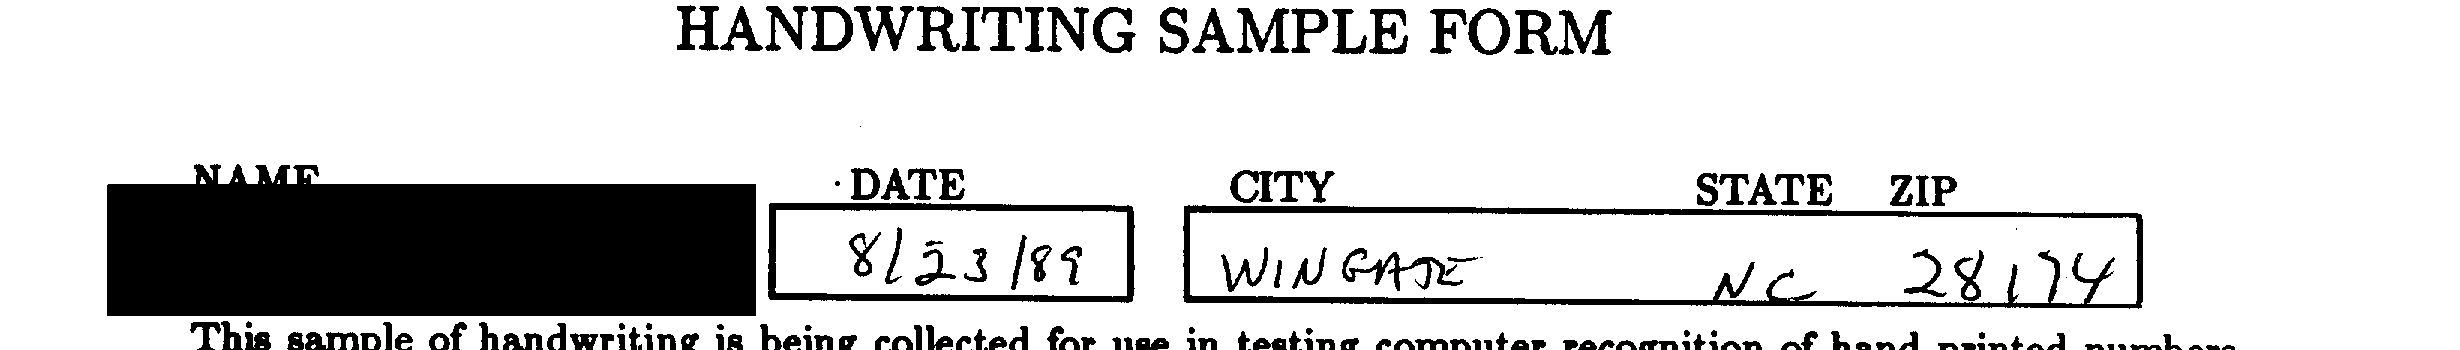 HANDWRITING SAMPLE FORM
NAME DATE CITY STATE ZIP
8/23/89 WINGATE NC 28174
This sample of handwriting is being collected for use in testing computer recognition of hand printed numbers